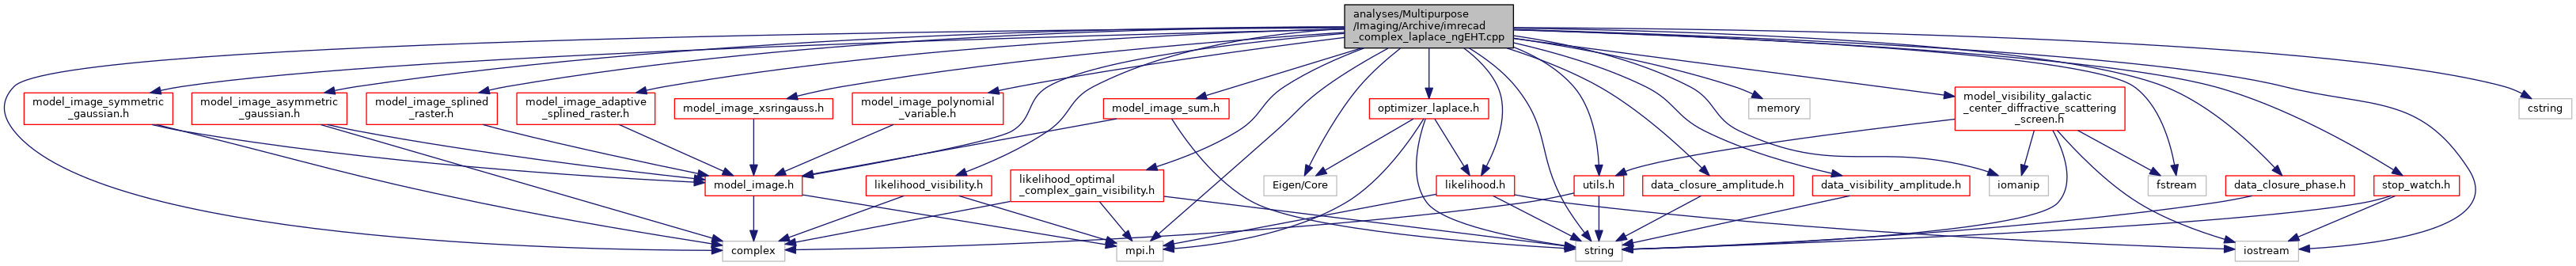 analyses/Multipurpose
/Imaging/Archive/imrecad
_complex_laplace_ngEHT.cpp
model_image_symmetric
_gaussian.h
model_image_asymmetric
_gaussian.h
model_image_splined
_raster.h
model_image_adaptive
_splined_raster.h
model_image_xsringauss.h
model_image_polynomial
_variable.h
model_image_sum.h
optimizer_laplace.h
memory
model_visibility_galactic
_center_diffractive_scattering
_screen.h
cstring
model_image.h
likelihood_visibility.h
likelihood_optimal
_complex_gain_visibility.h
Eigen/Core
likelihood.h
utils.h
data_closure_amplitude.h
data_visibility_amplitude.h
iomanip
fstream
data_closure_phase.h
stop_watch.h
complex
mpi.h
string
iostream